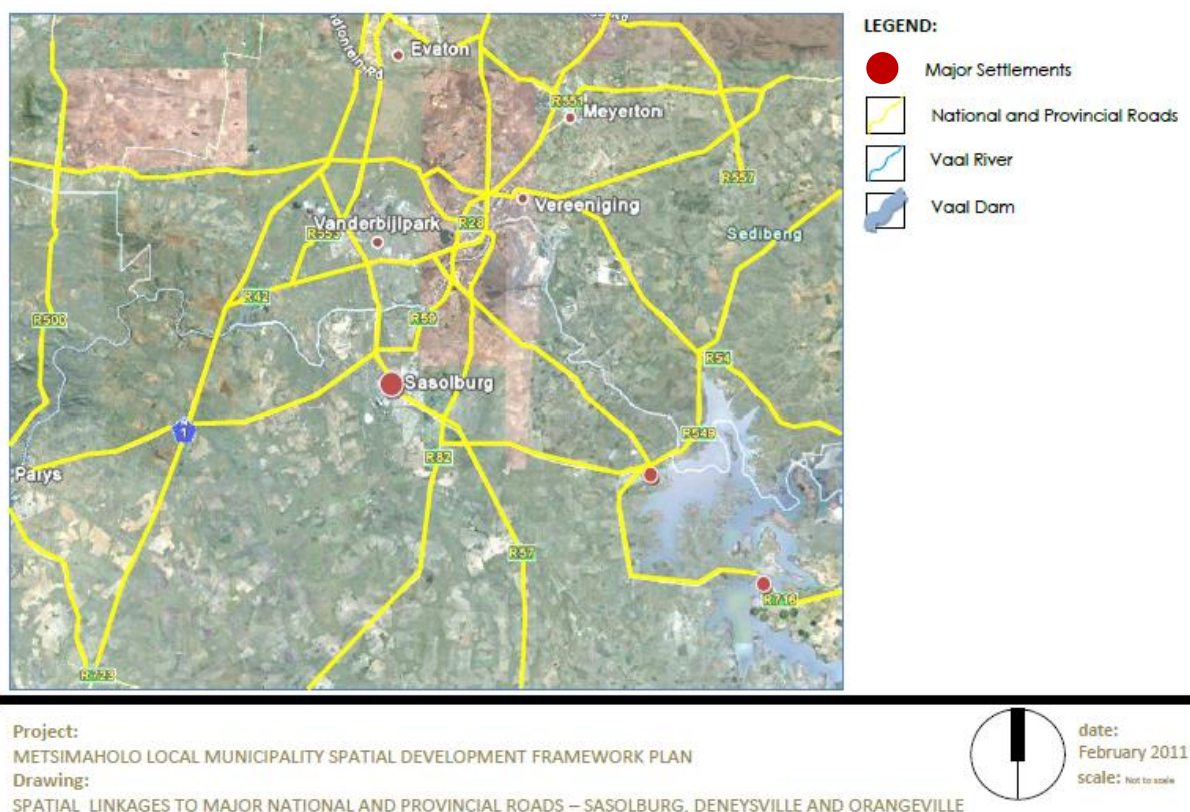 LEGEND:
Major Settlements
National and Provincial Roads
Vaal River
Vaal Dam
Evaton
R551
Meyerton
R557
Vereeniging
Vanderbijlpark
R28
R553
Sedibeng
R42
R500
R59
R54
Sasolburg
1
R549
R82
Parys
R57
R716
R723
Project:
METSIMAHOLO LOCAL MUNICIPALITY SPATIAL DEVELOPMENT FRAMEWORK PLAN
Drawing:
SPATIAL LINKAGES TO MAJOR NATIONAL AND PROVINCIAL ROADS – SASOLBURG, DENEYSVILLE AND ORANGEVILLE
date:
February 2011
scale: Not to scale